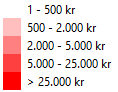 1 - 500 kr
500 - 2.000 kr
2.000 - 5.000 kr
5.000 - 25.000 kr
> 25.000 kr